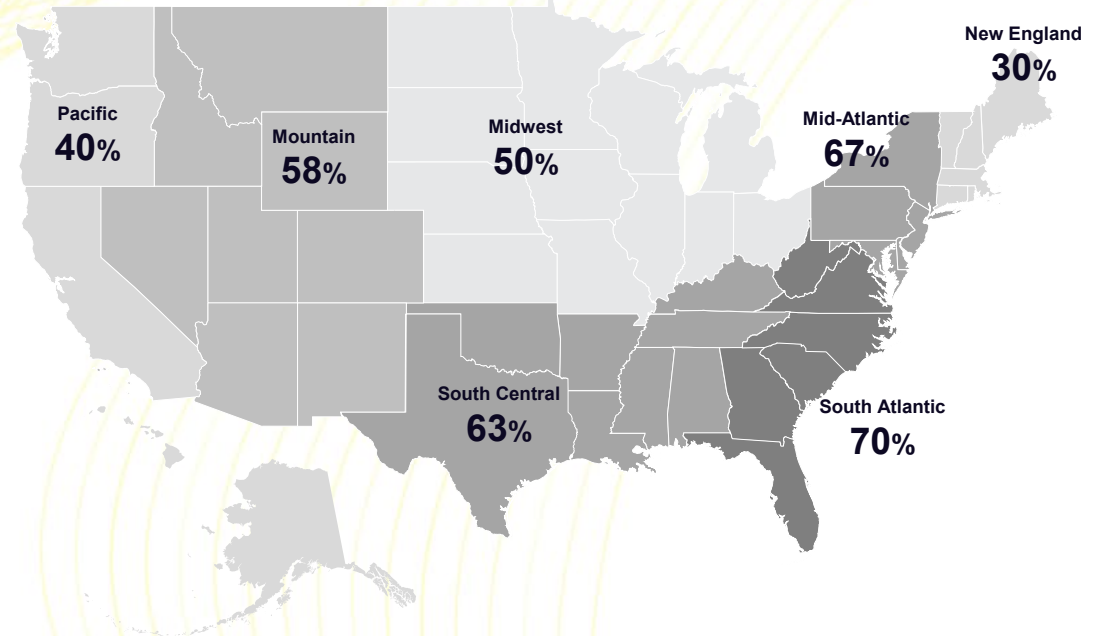 New England
30%
Pacific
40%
Mountain
58%
Midwest
50%
Mid-Atlantic
67%
South Central
63%
South Atlantic
70%